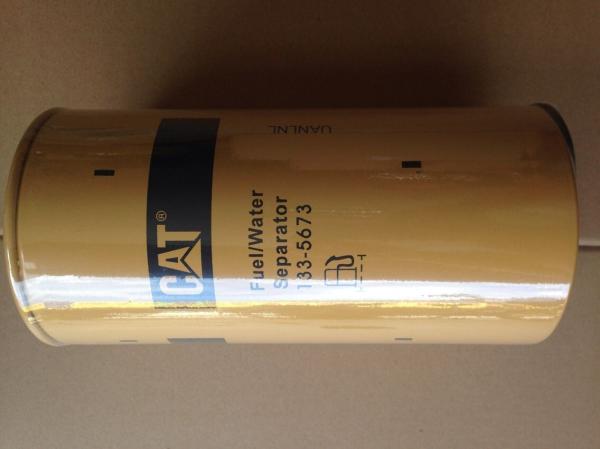 CAT®
Fuel/Water
Separator
133-5673
UANLNL